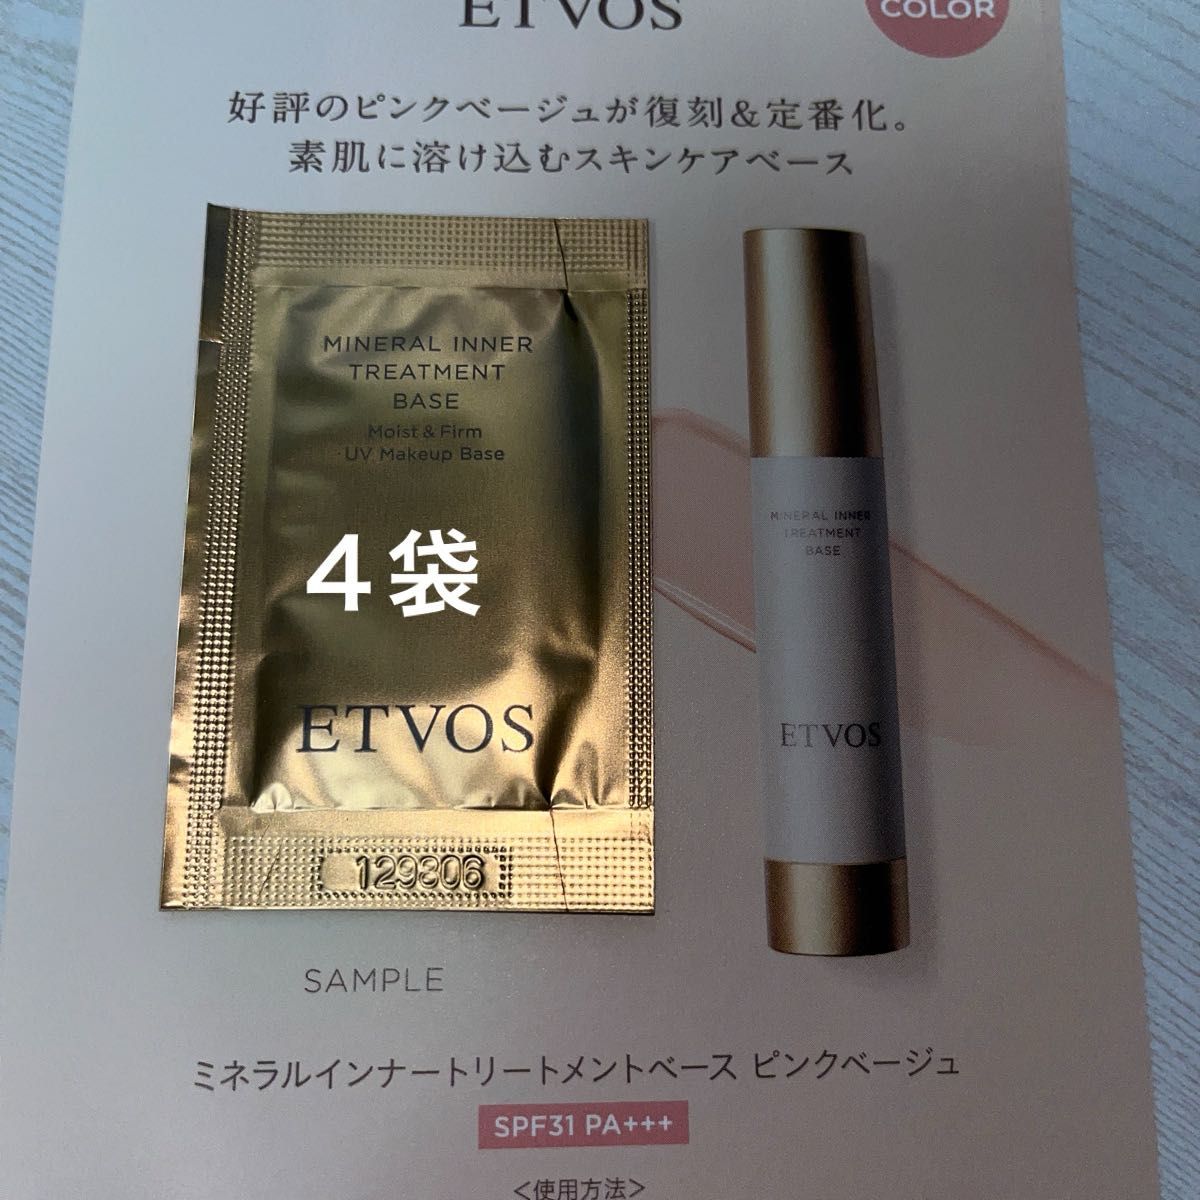 ETVOS
COLOR
好評のピンクベージュが復刻&定番化。
素肌に溶け込むスキンケアベース
MINERAL INNER
TREATMENT
BASE
Moist & Firm
UV Makeup Base
4袋
ETVOS
129306
SAMPLE
MINERAL INNER
TREATMENT
BASE
ETVOS
ミネラルインナートリートメントベース ピンクベージュ
SPF31 PA+++
<使用方法>